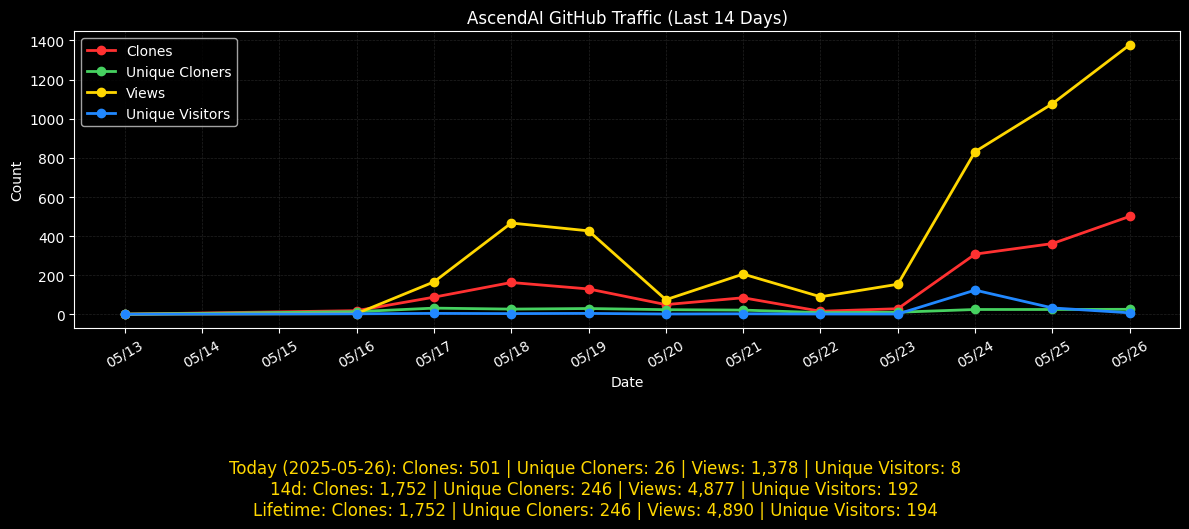 AscendAI GitHub Traffic (Last 14 Days)
Clones
Unique Cloners
Views
Unique Visitors
Count
1400
1200
1000
800
600
400
200
0
05/13 05/14 05/15 05/16 05/17 05/18 05/19 05/20 05/21 05/22 05/23 05/24 05/25 05/26
Date
Today (2025-05-26): Clones: 501 | Unique Cloners: 26 | Views: 1,378 | Unique Visitors: 8
14d: Clones: 1,752 | Unique Cloners: 246 | Views: 4,877 | Unique Visitors: 192
Lifetime: Clones: 1,752 | Unique Cloners: 246 | Views: 4,890 | Unique Visitors: 194